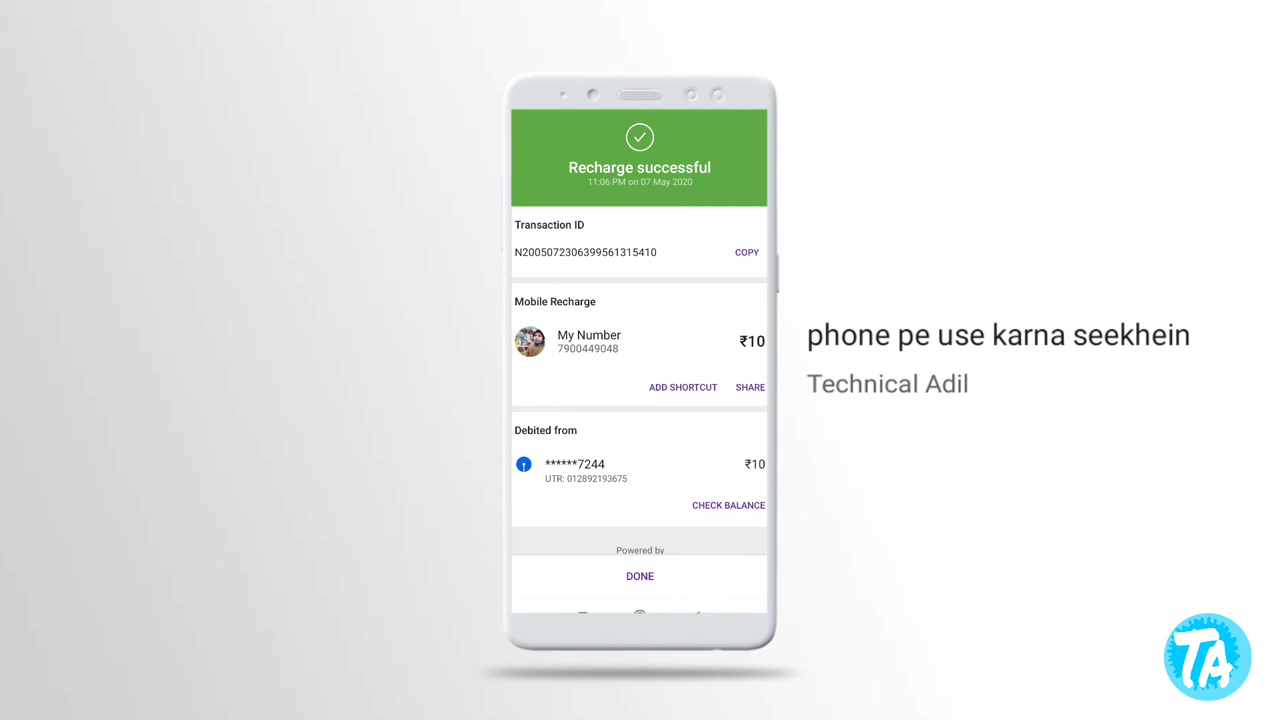 Recharge successful
11:06 PM on 07 May 2020
Transaction ID
N2005072306399561315410 COPY
Mobile Recharge
My Number
7900449048
₹10
ADD SHORTCUT SHARE
Debited from
******7244 ₹10
UTR: 012892193675
CHECK BALANCE
Powered by
DONE
phone pe use karna seekhein
Technical Adil
TA